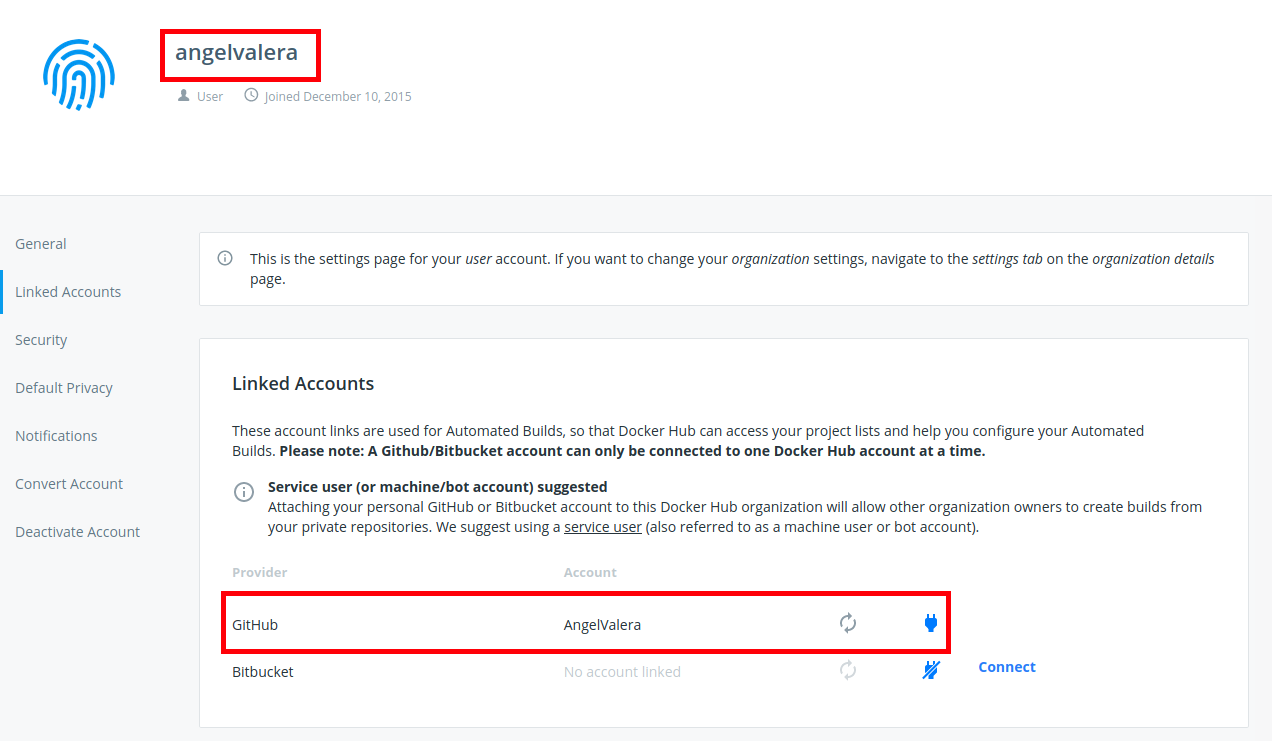 angelvalera
User Joined December 10, 2015
General
Linked Accounts
Security
Default Privacy
Notifications
Convert Account
Deactivate Account
This is the settings page for your user account. If you want to change your organization settings, navigate to the settings tab on the organization details
page.
Linked Accounts
These account links are used for Automated Builds, so that Docker Hub can access your project lists and help you configure your Automated
Builds. Please note: A Github/Bitbucket account can only be connected to one Docker Hub account at a time.
Service user (or machine/bot account) suggested
Attaching your personal GitHub or Bitbucket account to this Docker Hub organization will allow other organization owners to create builds from
your private repositories. We suggest using a service user (also referred to as a machine user or bot account).
Provider Account
GitHub AngelValera
Bitbucket No account linked Connect